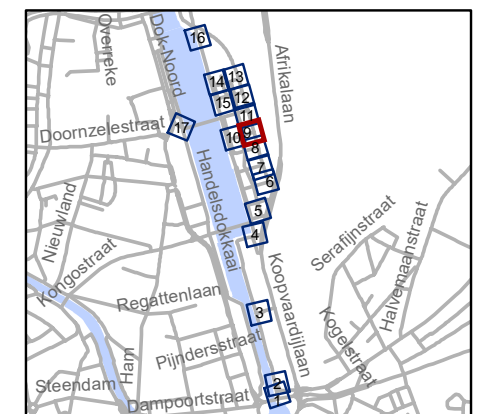 Overreke
Dok-Noord
16
Afrikalaan
14
13
15
12
11
Doornzelestraat
17
10
9
8
7
6
Handelsdokkaai
Nieuwland
5
4
Serafijnstraat
Halvemaanstraat
Kongostraat
Koopvaardijlaan
Regattenlaan
3
Kogelstraat
Pijndersstraat
Ham
Steendam
2
1
Dampoortstraat